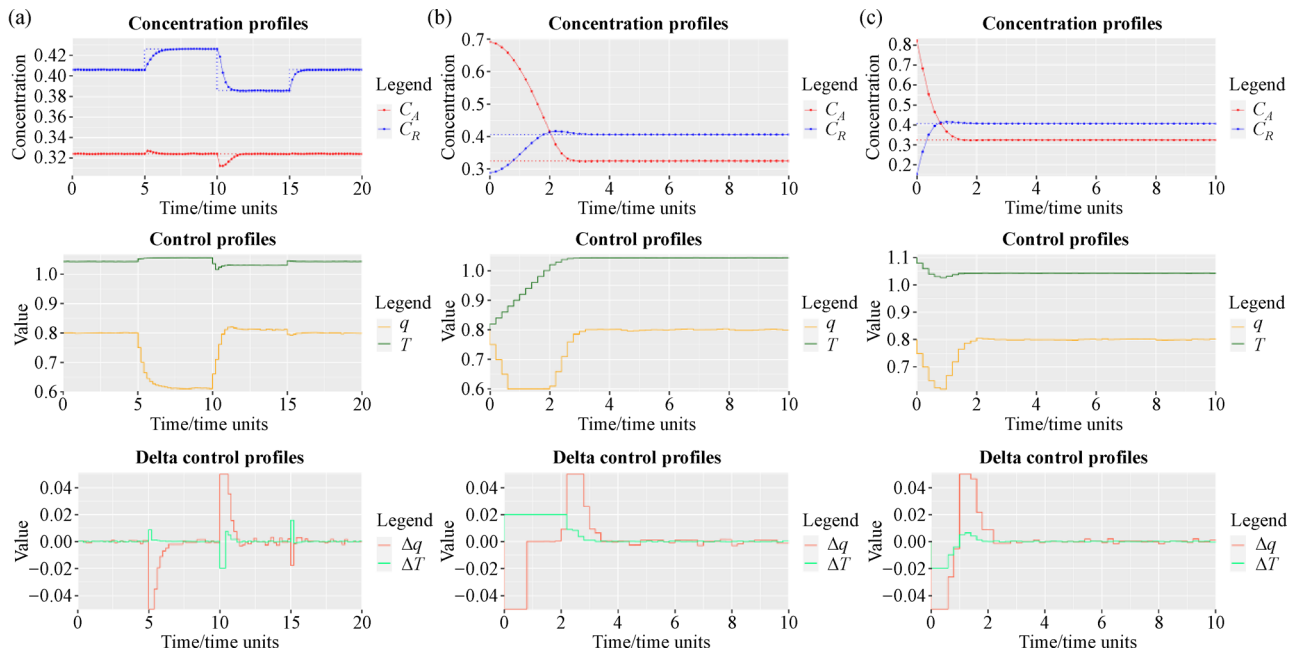 (a)
Concentration profiles
Concentration
0.42
0.40
0.38
0.36
0.34
0.32
0
5
10
15
20
Time/time units
Legend
C_A
C_R
Control profiles
Value
1.0
0.9
0.8
0.7
0.6
0
5
10
15
20
Time/time units
Legend
q
T
Delta control profiles
Value
0.04
0.02
0.00
−0.02
−0.04
0
5
10
15
20
Time/time units
Legend
Δq
ΔT
(b)
Concentration profiles
Concentration
0.7
0.6
0.5
0.4
0.3
0
2
4
6
8
10
Time/time units
Legend
C_A
C_R
Control profiles
Value
1.0
0.9
0.8
0.7
0.6
0
2
4
6
8
10
Time/time units
Legend
q
T
Delta control profiles
Value
0.04
0.02
0.00
−0.02
−0.04
0
2
4
6
8
10
Time/time units
Legend
Δq
ΔT
(c)
Concentration profiles
Concentration
0.8
0.7
0.6
0.5
0.4
0.3
0.2
0
2
4
6
8
10
Time/time units
Legend
C_A
C_R
Control profiles
Value
1.1
1.0
0.9
0.8
0.7
0.6
0
2
4
6
8
10
Time/time units
Legend
q
T
Delta control profiles
Value
0.04
0.02
0.00
−0.02
−0.04
0
2
4
6
8
10
Time/time units
Legend
Δq
ΔT